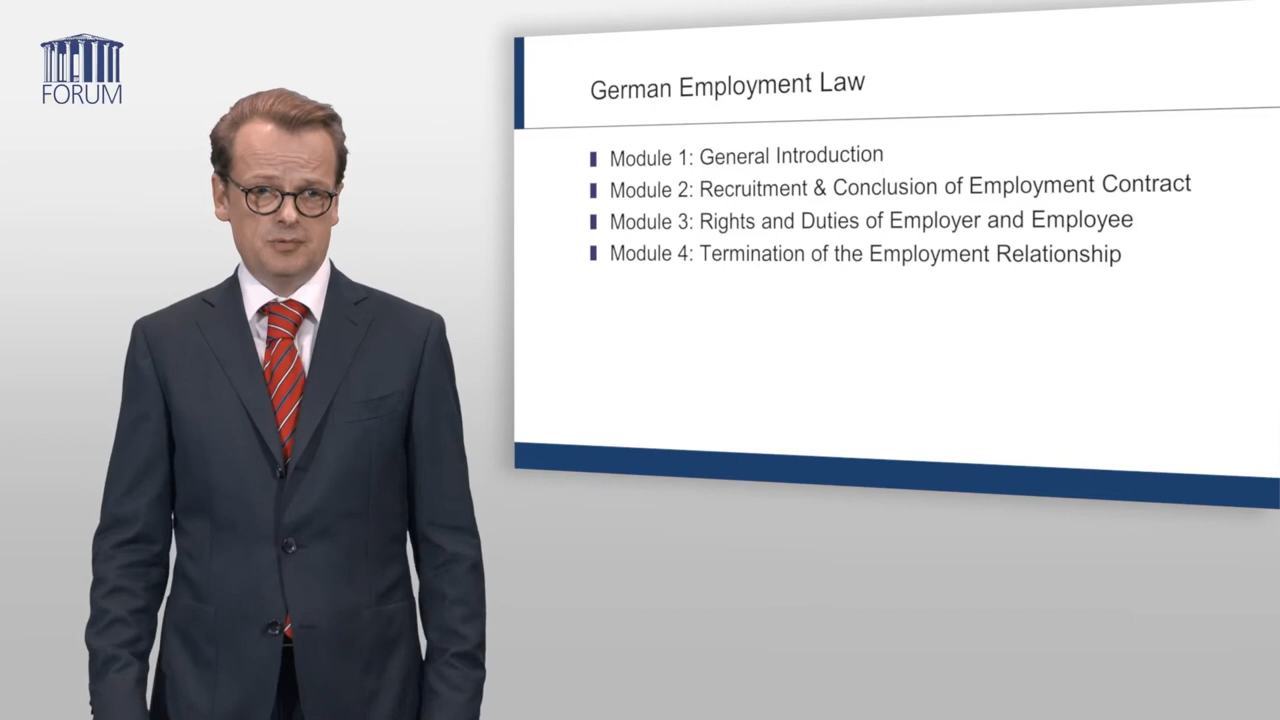 FORUM
German Employment Law
Module 1: General Introduction
Module 2: Recruitment & Conclusion of Employment Contract
Module 3: Rights and Duties of Employer and Employee
Module 4: Termination of the Employment Relationship